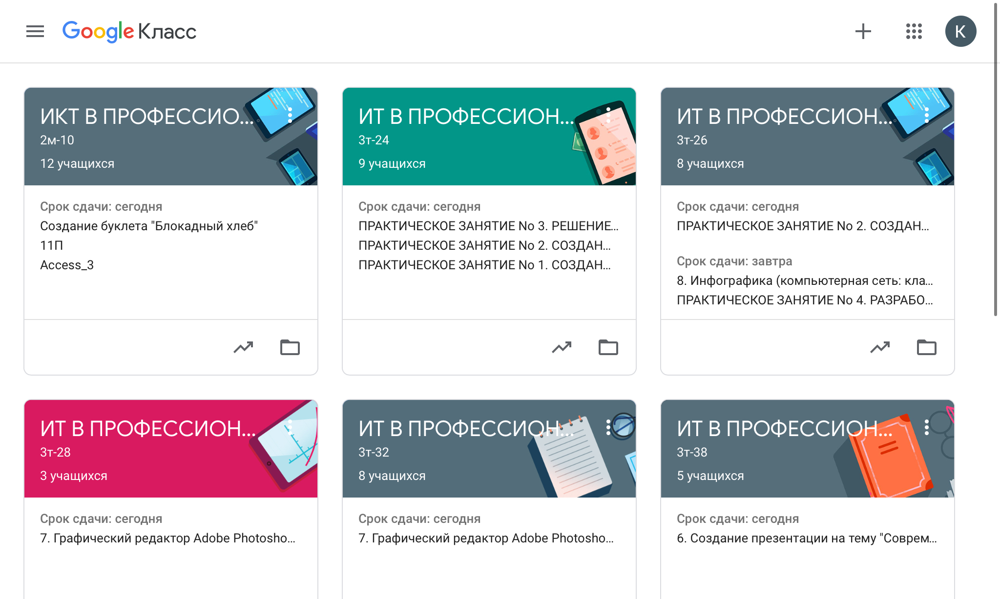 Google Класс
К
ИКТ В ПРОФЕССИО...
2м-10
12 учащихся
Срок сдачи: сегодня
Создание буклета "Блокадный хлеб"
11П
Access_3
ИТ В ПРОФЕССИОН...
3т-24
9 учащихся
Срок сдачи: сегодня
ПРАКТИЧЕСКОЕ ЗАНЯТИЕ No 3. РЕШЕНИЕ...
ПРАКТИЧЕСКОЕ ЗАНЯТИЕ No 2. СОЗДАН...
ПРАКТИЧЕСКОЕ ЗАНЯТИЕ No 1. СОЗДАН...
ИТ В ПРОФЕССИОН...
3т-26
8 учащихся
Срок сдачи: сегодня
ПРАКТИЧЕСКОЕ ЗАНЯТИЕ No 2. СОЗДАН...
Срок сдачи: завтра
8. Инфографика (компьютерная сеть: кла...
ПРАКТИЧЕСКОЕ ЗАНЯТИЕ No 4. РАЗРАБО...
ИТ В ПРОФЕССИОН...
3т-28
3 учащихся
Срок сдачи: сегодня
7. Графический редактор Adobe Photosho...
ИТ В ПРОФЕССИОН...
3т-32
8 учащихся
Срок сдачи: сегодня
7. Графический редактор Adobe Photosho...
ИТ В ПРОФЕССИОН...
3т-38
5 учащихся
Срок сдачи: сегодня
6. Создание презентации на тему "Соврем...